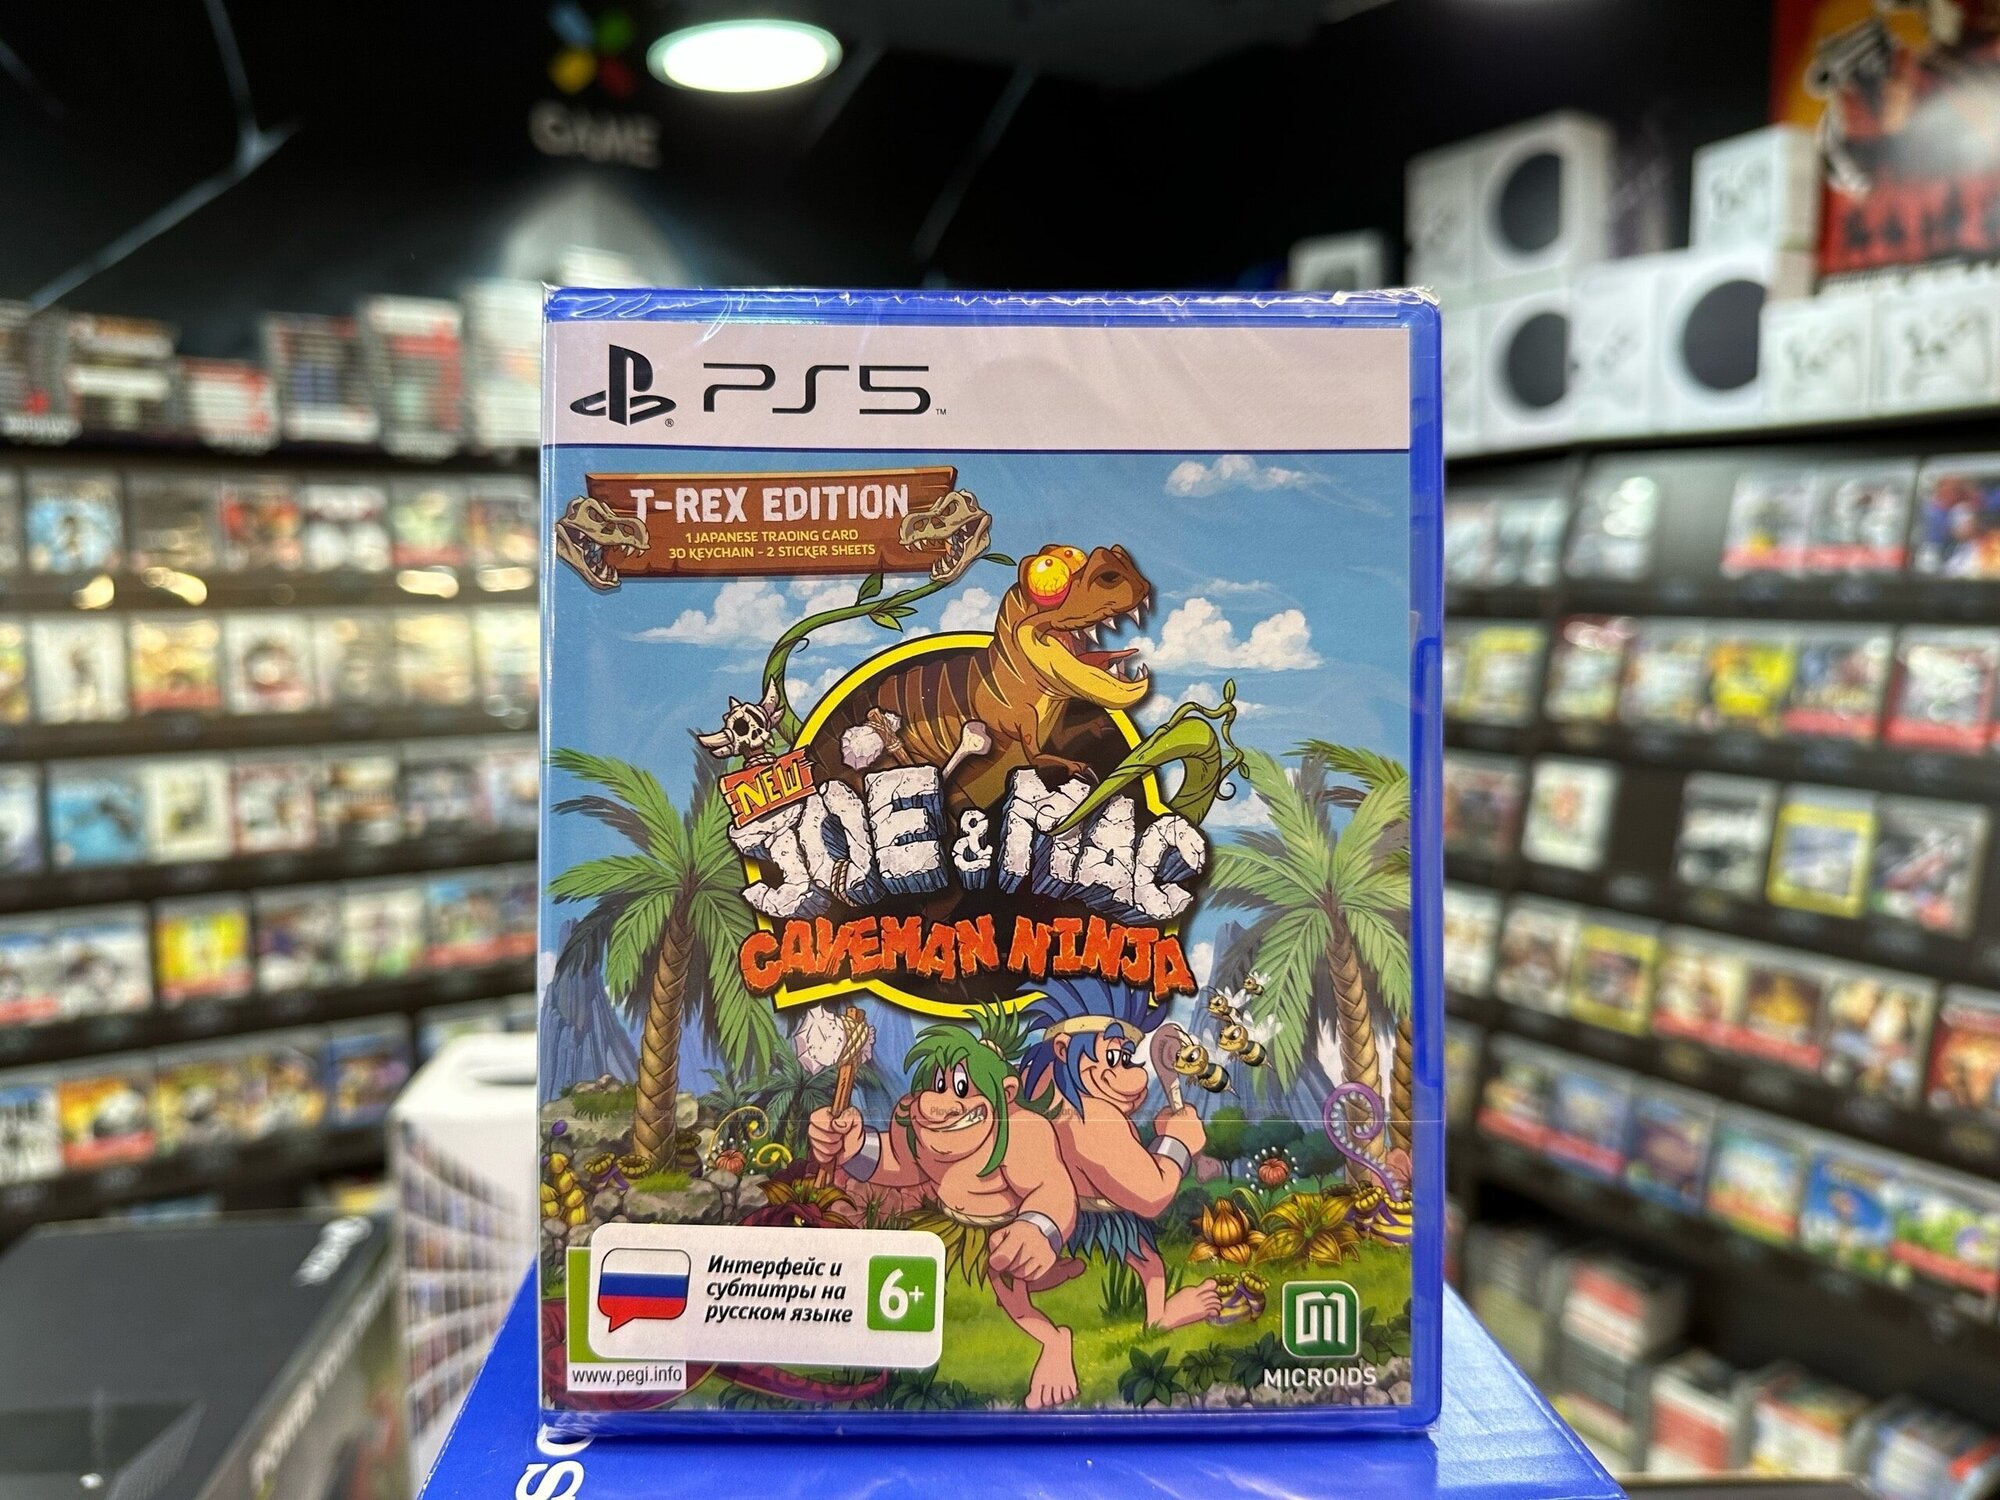 GAME
PS5
T-REX EDITION
1 JAPANESE TRADING CARD
3D KEYCHAIN - 2 STICKER SHEETS
NEW
JOE & MAC
CAVEMAN NINJA
Интерфейс и
субтитры на
русском языке
6+
www.pegi.info
MICROIDS